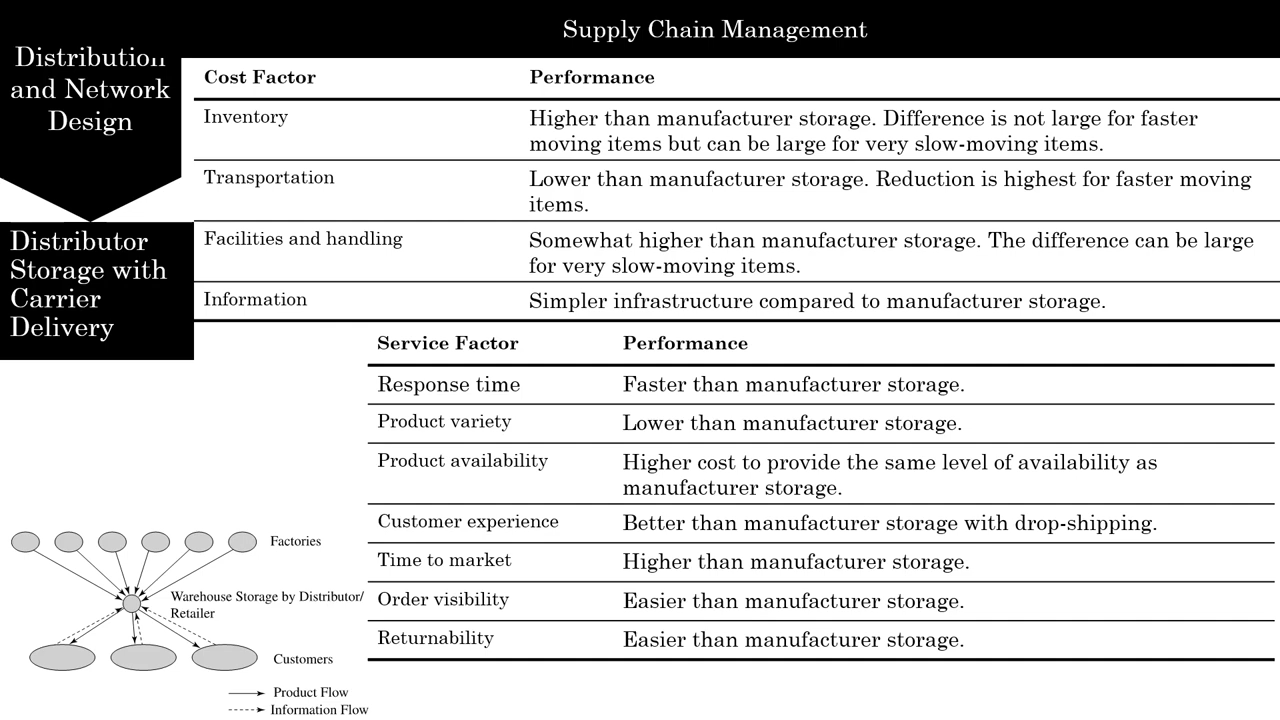 Supply Chain Management
Distribution
and Network
Design
Distributor
Storage with
Carrier
Delivery
Cost Factor Performance
Inventory Higher than manufacturer storage. Difference is not large for faster
moving items but can be large for very slow-moving items.
Transportation Lower than manufacturer storage. Reduction is highest for faster moving
items.
Facilities and handling Somewhat higher than manufacturer storage. The difference can be large
for very slow-moving items.
Information Simpler infrastructure compared to manufacturer storage.
Service Factor Performance
Response time Faster than manufacturer storage.
Product variety Lower than manufacturer storage.
Product availability Higher cost to provide the same level of availability as
manufacturer storage.
Customer experience Better than manufacturer storage with drop-shipping.
Time to market Higher than manufacturer storage.
Order visibility Easier than manufacturer storage.
Returnability Easier than manufacturer storage.
Factories
Warehouse Storage by Distributor/
Retailer
Customers
Product Flow
Information Flow